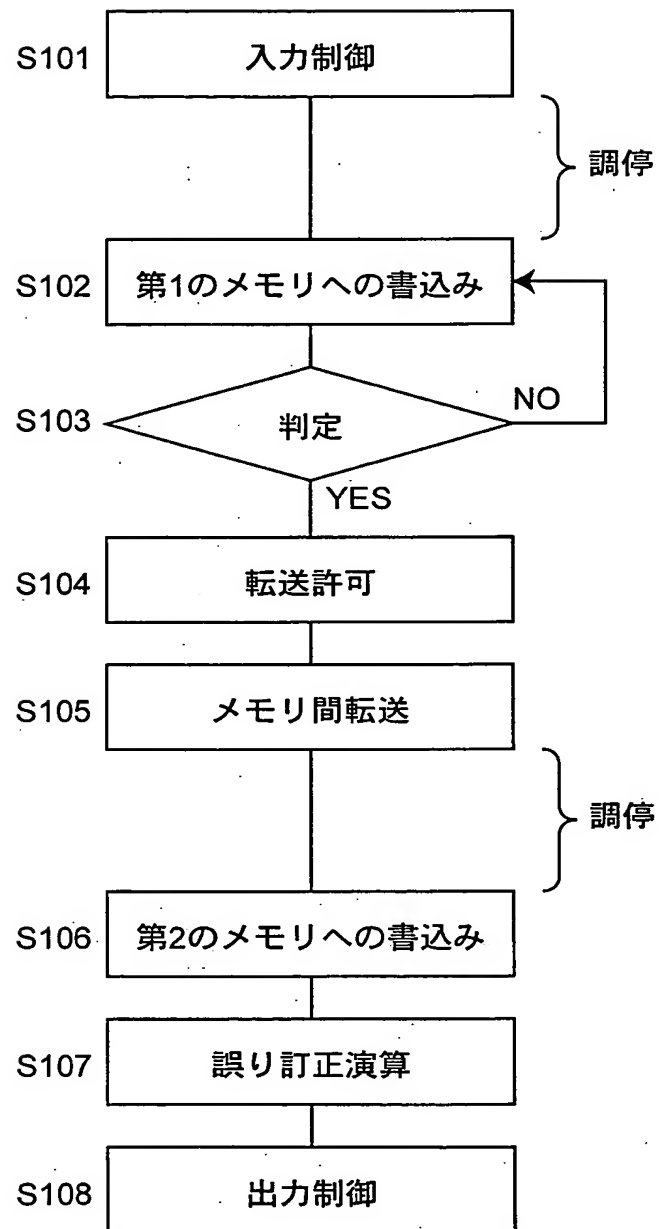 S101 入力制御
調停
S102 第1のメモリへの書込み
S103 判定 NO
YES
S104 転送許可
S105 メモリ間転送
調停
S106 第2のメモリへの書込み
S107 誤り訂正演算
S108 出力制御